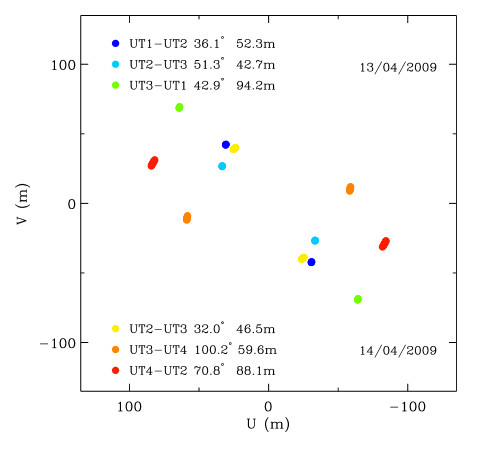 UT1−UT2 36.1° 52.3m
UT2−UT3 51.3° 42.7m
UT3−UT1 42.9° 94.2m
13/04/2009
100
0
−100
V (m)
UT2−UT3 32.0° 46.5m
UT3−UT4 100.2° 59.6m
UT4−UT2 70.8° 88.1m
14/04/2009
100 0 −100
U (m)